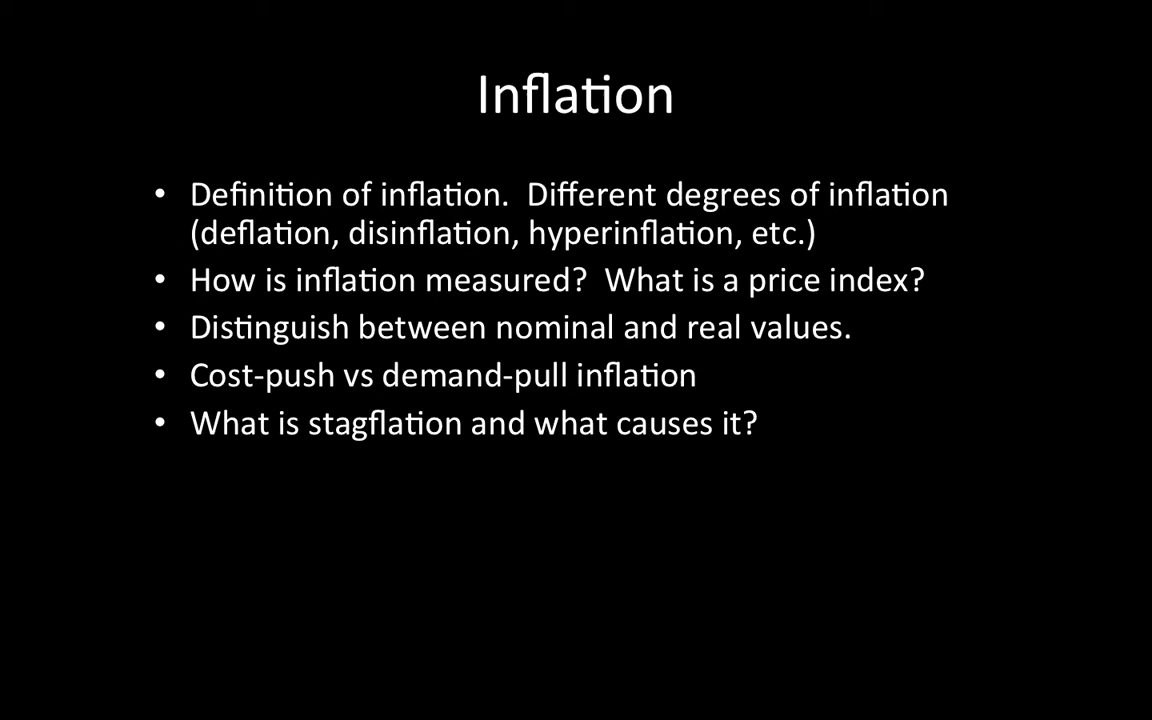 Inflation
• Definition of inflation.  Different degrees of inflation
(deflation, disinflation, hyperinflation, etc.)
• How is inflation measured?  What is a price index?
• Distinguish between nominal and real values.
• Cost-push vs demand-pull inflation
• What is stagflation and what causes it?